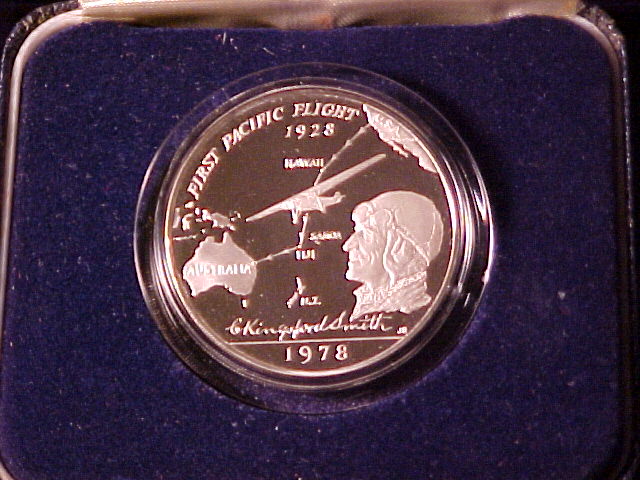 FIRST PACIFIC FLIGHT
1928
U.S.A.
HAWAII
SAMOA
FIJI
AUSTRALIA
N.Z.
C Kingsford Smith
1978